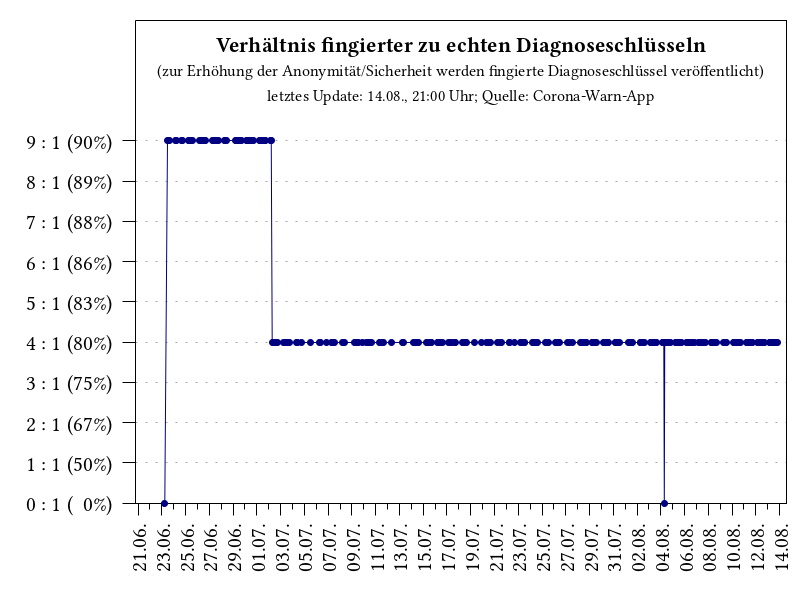 Verhältnis fingierter zu echten Diagnoseschlüsseln
(zur Erhöhung der Anonymität/Sicherheit werden fingierte Diagnoseschlüssel veröffentlicht)
letztes Update: 14.08., 21:00 Uhr; Quelle: Corona-Warn-App
9 : 1 (90%)
8 : 1 (89%)
7 : 1 (88%)
6 : 1 (86%)
5 : 1 (83%)
4 : 1 (80%)
3 : 1 (75%)
2 : 1 (67%)
1 : 1 (50%)
0 : 1 ( 0%)
21.06.
23.06.
25.06.
27.06.
29.06.
01.07.
03.07.
05.07.
07.07.
09.07.
11.07.
13.07.
15.07.
17.07.
19.07.
21.07.
23.07.
25.07.
27.07.
29.07.
31.07.
02.08.
04.08.
06.08.
08.08.
10.08.
12.08.
14.08.